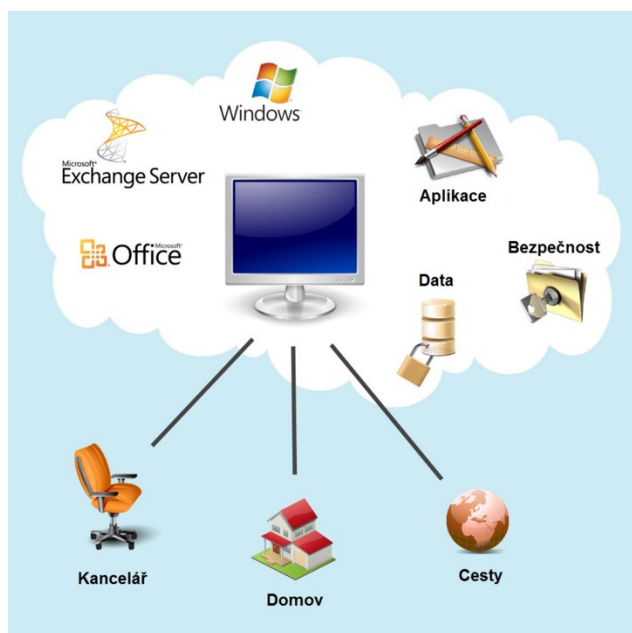 Windows
Microsoft
Exchange Server
Aplikace
Microsoft
Office
Bezpečnost
Data
Kancelář
Domov
Cesty